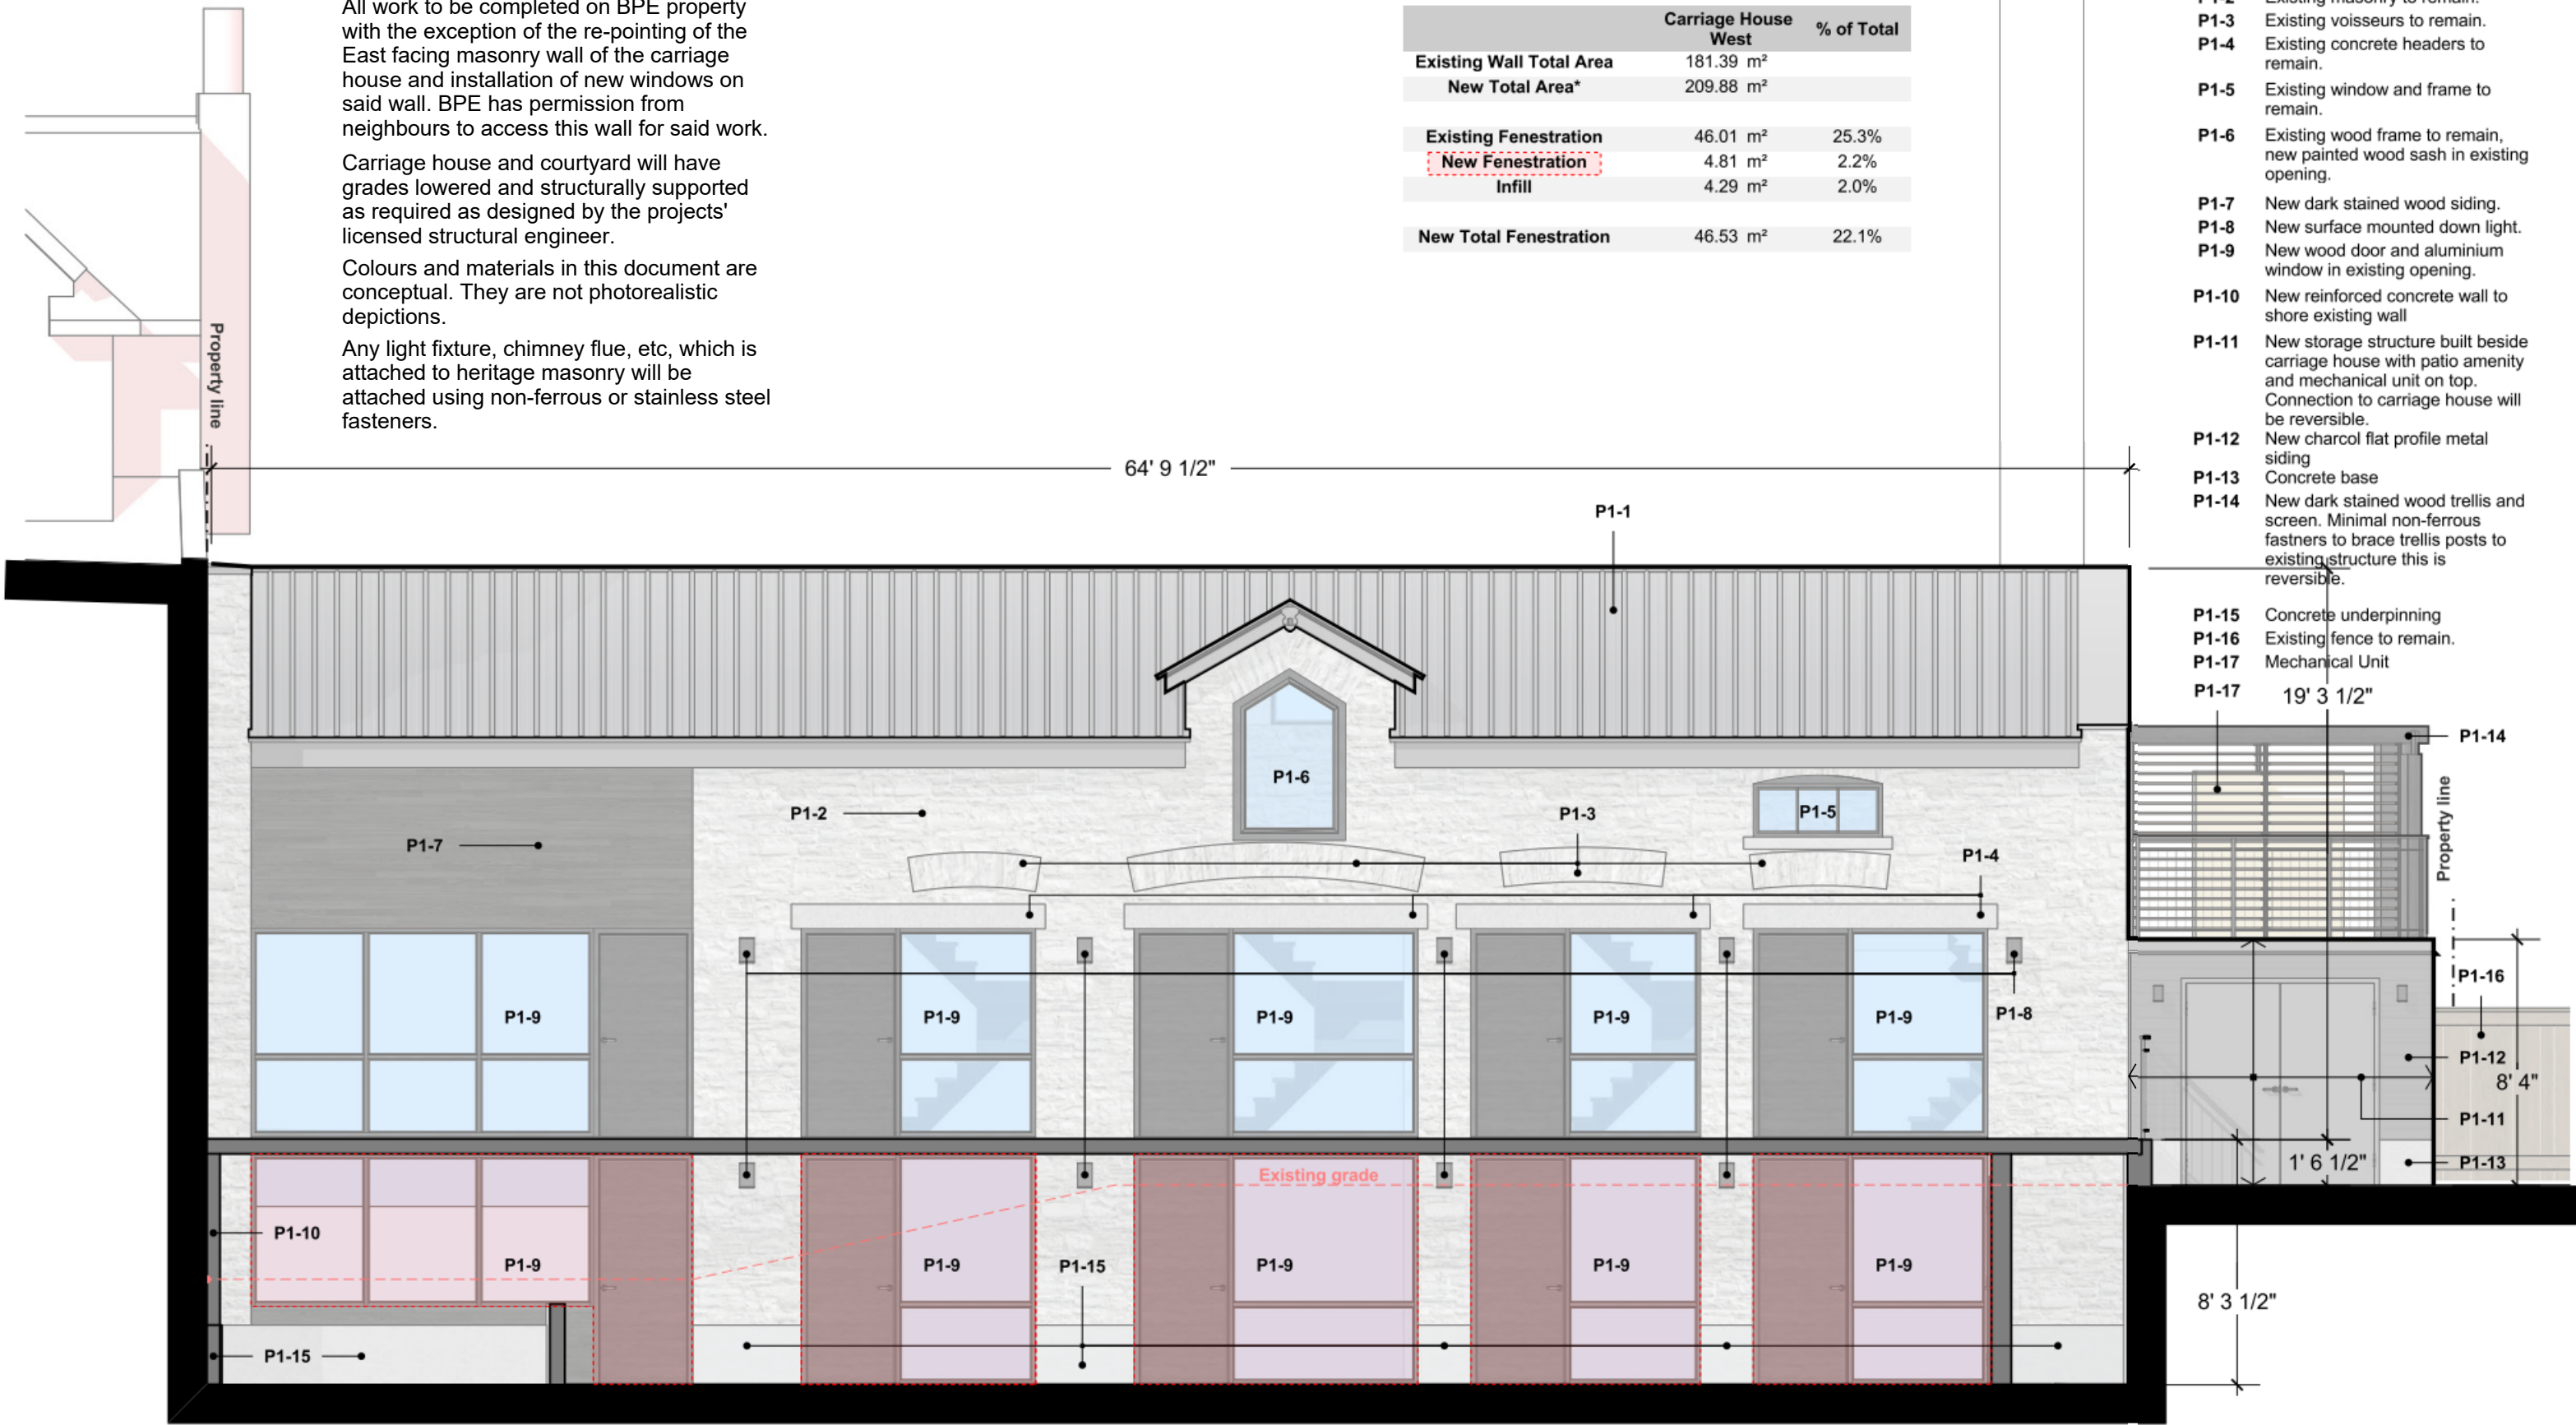 All work to be completed on BPE property
with the exception of the re-pointing of the
East facing masonry wall of the carriage
house and installation of new windows on
said wall. BPE has permission from
neighbours to access this wall for said work.
Carriage house and courtyard will have
grades lowered and structurally supported
as required as designed by the projects'
licensed structural engineer.
Colours and materials in this document are
conceptual. They are not photorealistic
depictions.
Any light fixture, chimney flue, etc, which is
attached to heritage masonry will be
attached using non-ferrous or stainless steel
fasteners.
Carriage House
West % of Total
Existing Wall Total Area 181.39 m²
New Total Area* 209.88 m²
Existing Fenestration 46.01 m² 25.3%
New Fenestration 4.81 m² 2.2%
Infill 4.29 m² 2.0%
New Total Fenestration 46.53 m² 22.1%
P1-2 Existing masonry to remain.
P1-3 Existing voisseurs to remain.
P1-4 Existing concrete headers to
remain.
P1-5 Existing window and frame to
remain.
P1-6 Existing wood frame to remain,
new painted wood sash in existing
opening.
P1-7 New dark stained wood siding.
P1-8 New surface mounted down light.
P1-9 New wood door and aluminium
window in existing opening.
P1-10 New reinforced concrete wall to
shore existing wall
P1-11 New storage structure built beside
carriage house with patio amenity
and mechanical unit on top.
Connection to carriage house will
be reversible.
P1-12 New charcol flat profile metal
siding
P1-13 Concrete base
P1-14 New dark stained wood trellis and
screen. Minimal non-ferrous
fastners to brace trellis posts to
existing structure this is
reversible.
P1-15 Concrete underpinning
P1-16 Existing fence to remain.
P1-17 Mechanical Unit
Property line
64' 9 1/2"
P1-1
P1-17
19' 3 1/2"
P1-14
P1-6
P1-2
P1-3
P1-5
P1-7
P1-4
Property line
P1-16
P1-9
P1-9
P1-9
P1-9
P1-9
P1-8
P1-12
8' 4"
P1-11
1' 6 1/2"
P1-13
Existing grade
P1-10
P1-9
P1-9
P1-15
P1-9
P1-9
P1-9
8' 3 1/2"
P1-15